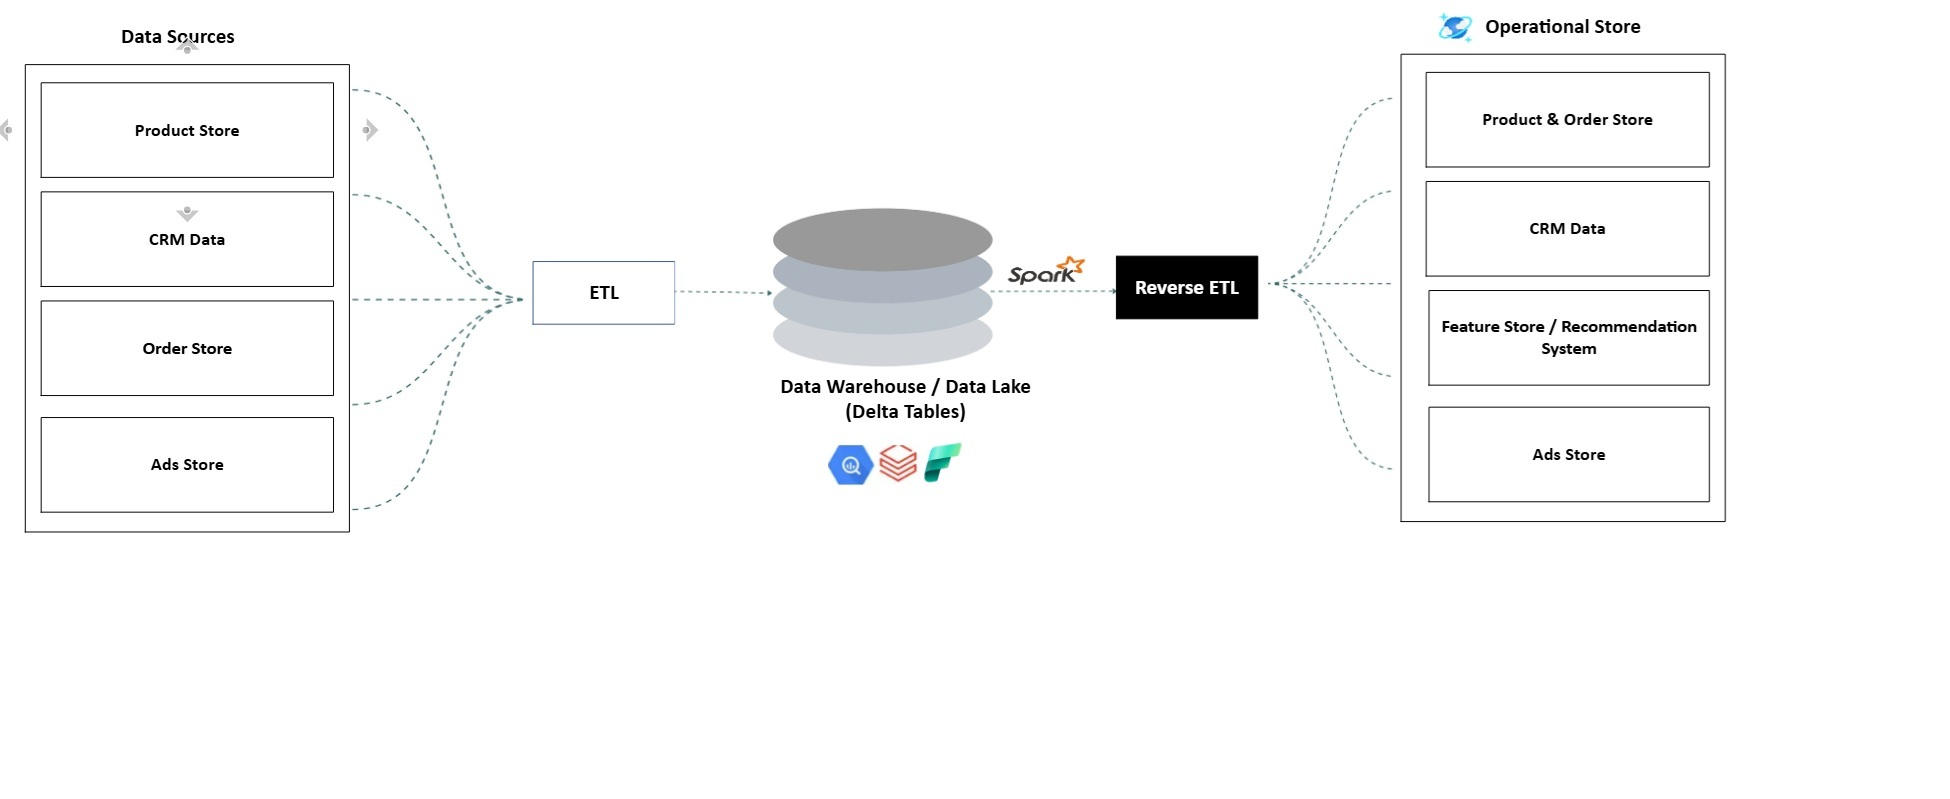 Data Sources
Product Store
CRM Data
Order Store
Ads Store
ETL
Data Warehouse / Data Lake
(Delta Tables)
Spark
Reverse ETL
Operational Store
Product & Order Store
CRM Data
Feature Store / Recommendation
System
Ads Store